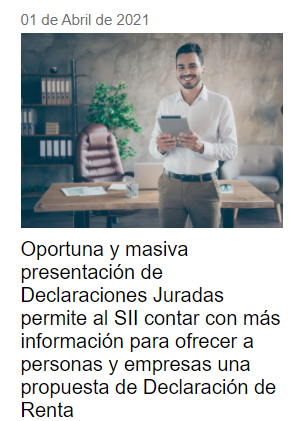 01 de Abril de 2021
Oportuna y masiva
presentación de
Declaraciones Juradas
permite al SII contar con más
información para ofrecer a
personas y empresas una
propuesta de Declaración de
Renta